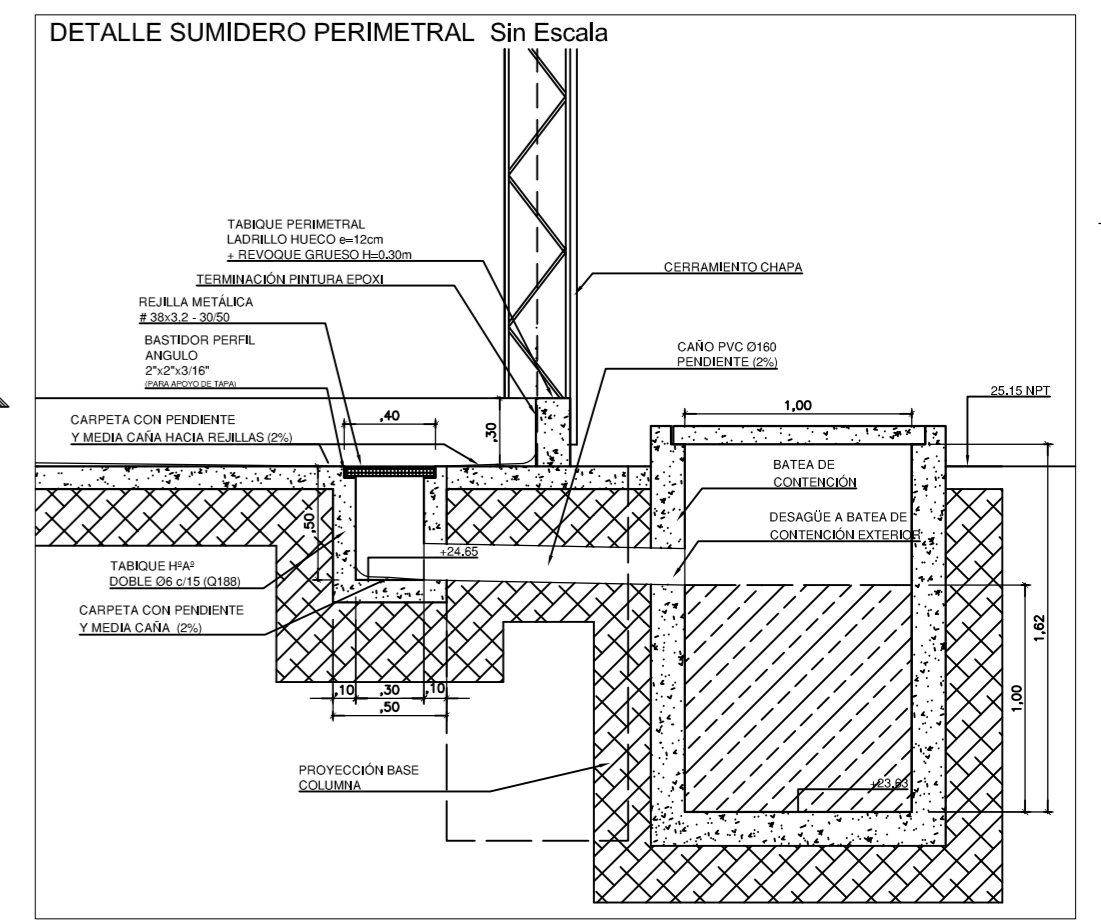 DETALLE SUMIDERO PERIMETRAL Sin Escala
TABIQUE PERIMETRAL
LADRILLO HUECO e=12cm
+ REVOQUE GRUESO H=0.30m
TERMINACIÓN PINTURA EPOXI
REJILLA METÁLICA
# 38x3.2 - 30/50
BASTIDOR PERFIL
ANGULO
2"x2"x3/16"
(PARA APOYO DE TAPA)
CARPETA CON PENDIENTE
Y MEDIA CAÑA HACIA REJILLAS (2%)
CERRAMIENTO CHAPA
CAÑO PVC Ø160
PENDIENTE (2%)
25.15 NPT
,40
,30
1,00
BATEA DE
CONTENCIÓN
DESAGÜE A BATEA DE
CONTENCIÓN EXTERIOR
,50
+24.65
TABIQUE HºAº
DOBLE Ø6 c/15 (Q188)
CARPETA CON PENDIENTE
Y MEDIA CAÑA (2%)
,10
,30
,10
,50
1,62
1,00
PROYECCIÓN BASE
COLUMNA
+23.63